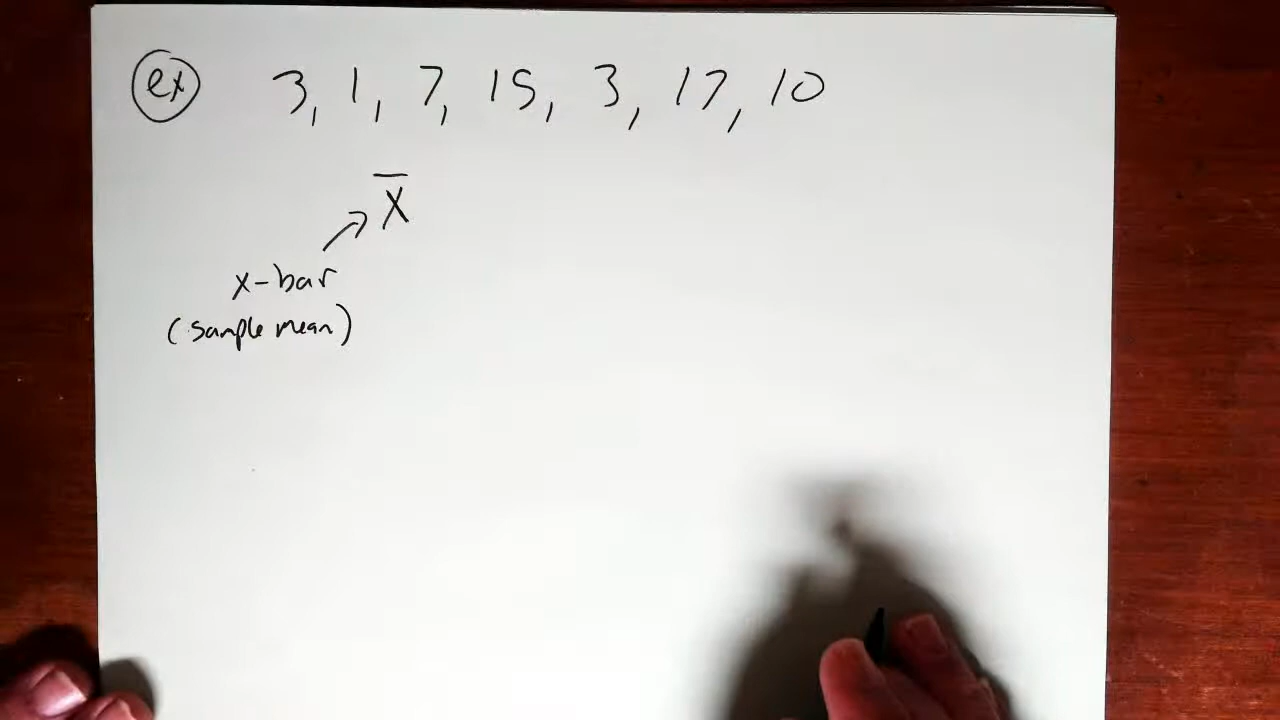 ex 3, 1, 7, 15, 3, 17, 10
x̄
x-bar
(sample mean)